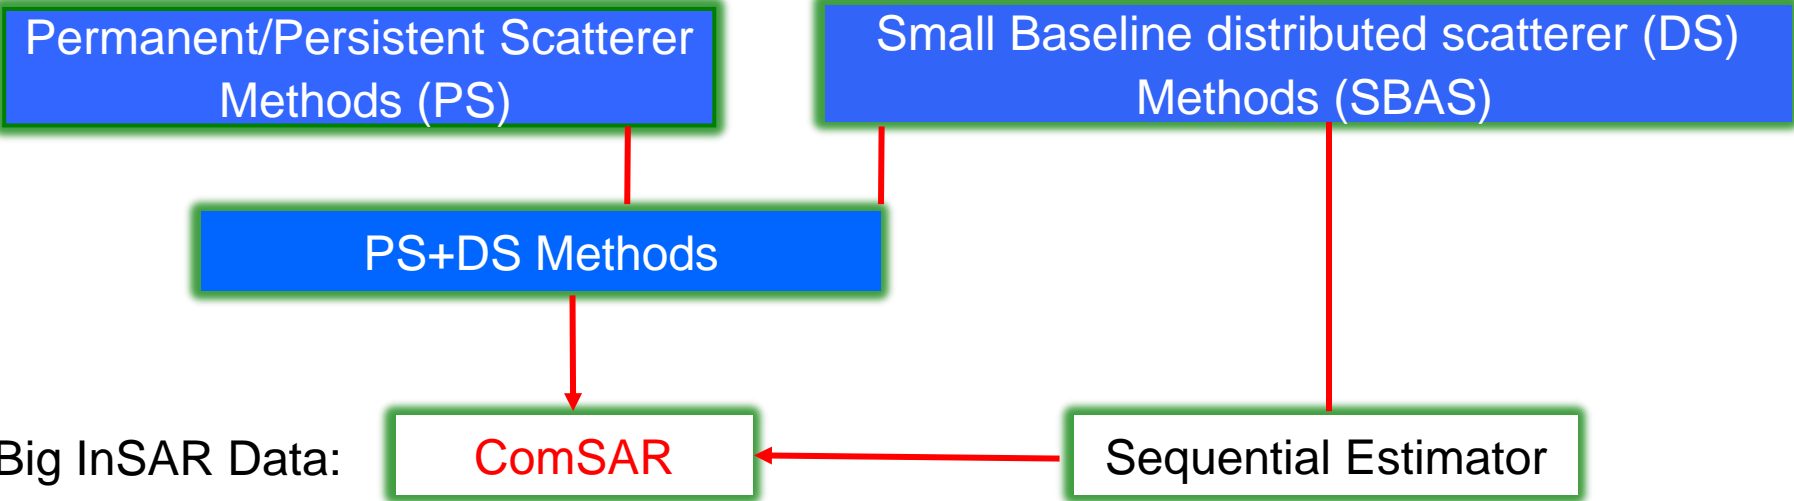 Permanent/Persistent Scatterer
Methods (PS)
Small Baseline distributed scatterer (DS)
Methods (SBAS)
PS+DS Methods
Big InSAR Data:
ComSAR
Sequential Estimator